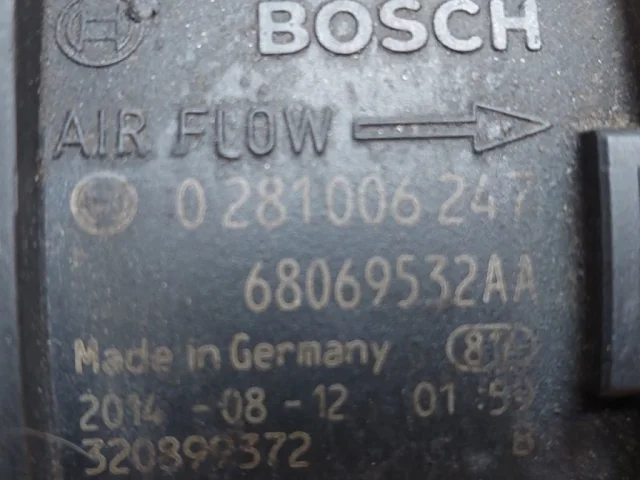 BOSCH
AIR FLOW
0 281 006 247
68069532AA
Made in Germany
2014 -08 -12 01:59
320899372
B